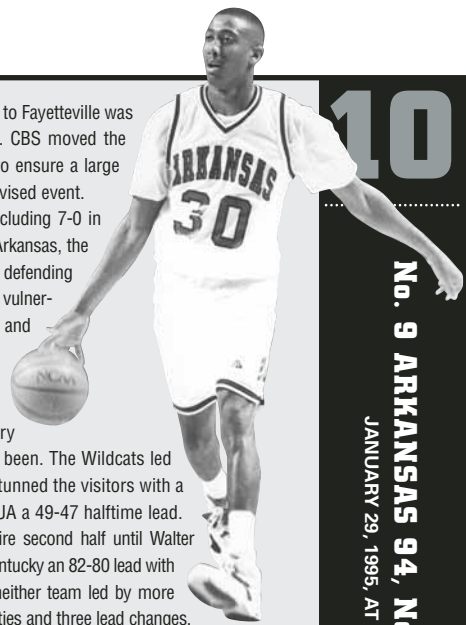 to Fayetteville was
. CBS moved the
o ensure a large
vised event.
cluding 7-0 in
Arkansas, the
defending
vulner-
and
ry
been. The Wildcats led
tunned the visitors with a
UA a 49-47 halftime lead.
ire second half until Walter
ntucky an 82-80 lead with
neither team led by more
ties and three lead changes.
ARKANSAS
30
NCAA
10
No. 9 ARKANSAS 94, No
JANUARY 29, 1995, AT